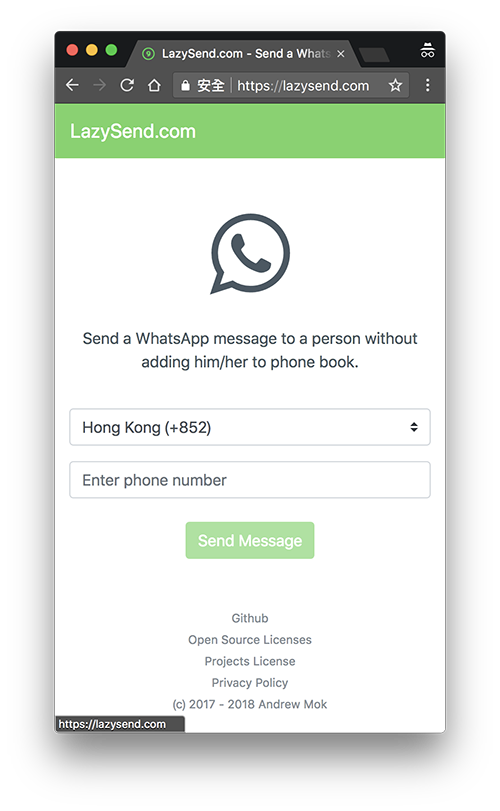 LazySend.com - Send a Whats
安全 https://lazysend.com
LazySend.com
Send a WhatsApp message to a person without
adding him/her to phone book.
Hong Kong (+852)
Enter phone number
Send Message
Github
Open Source Licenses
Projects License
Privacy Policy
(c) 2017 - 2018 Andrew Mok
https://lazysend.com